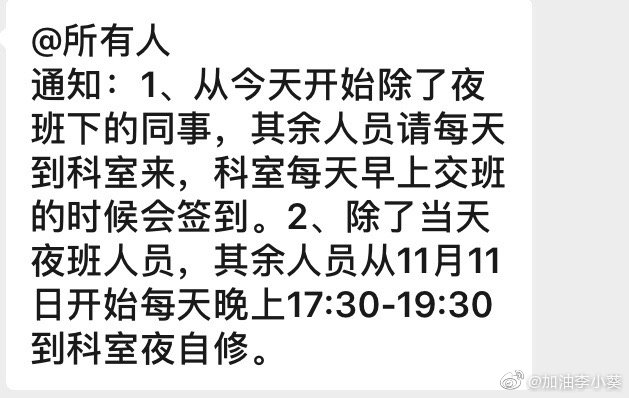 @所有人
通知：1、从今天开始除了夜
班下的同事，其余人员请每天
到科室来，科室每天早上交班
的时候会签到。2、除了当天
夜班人员，其余人员从11月11
日开始每天晚上17:30-19:30
到科室夜自修。
@加油李小葵